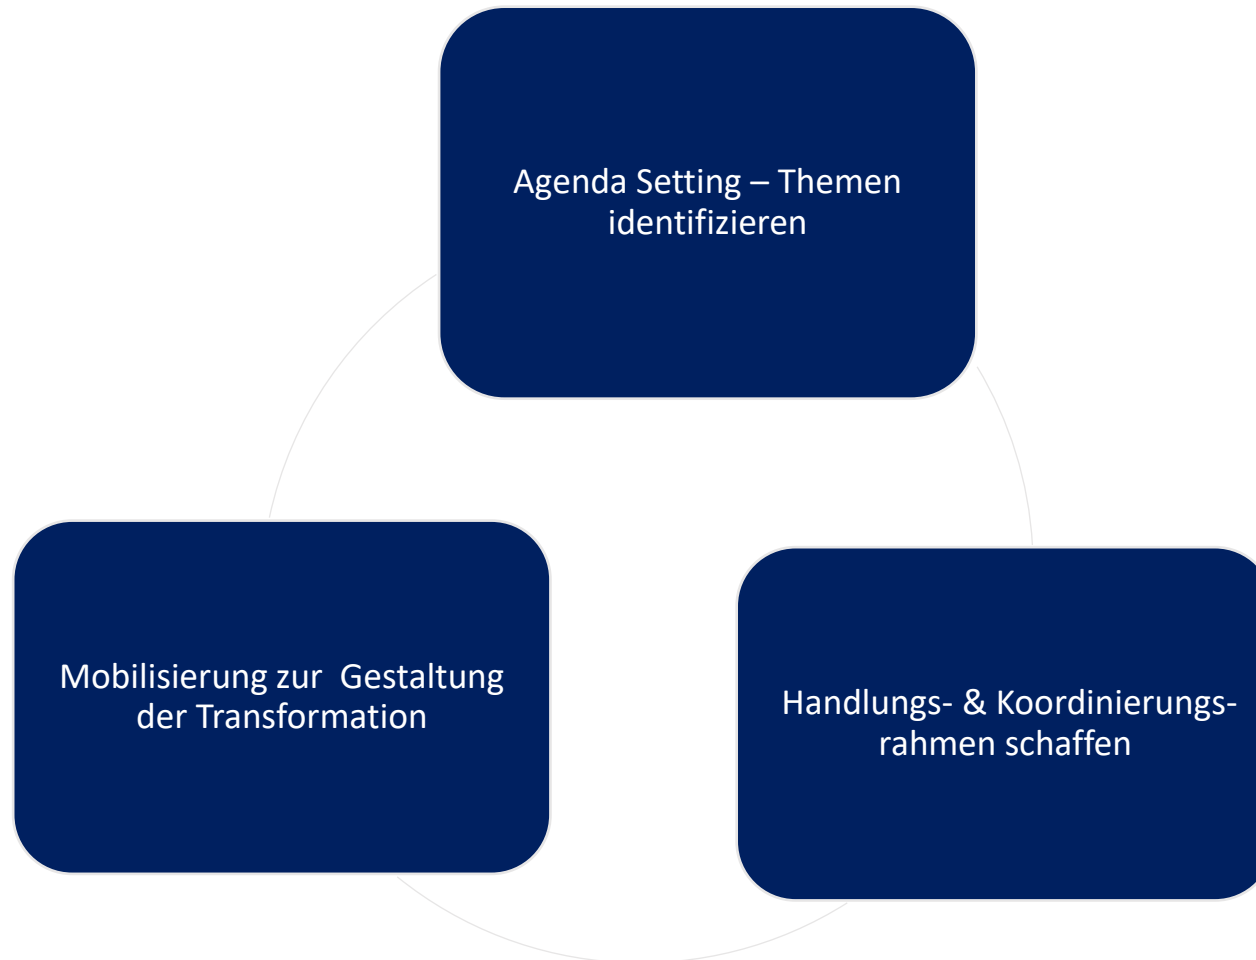 Agenda Setting – Themen
identifizieren
Mobilisierung zur  Gestaltung
der Transformation
Handlungs- & Koordinierungs-
rahmen schaffen